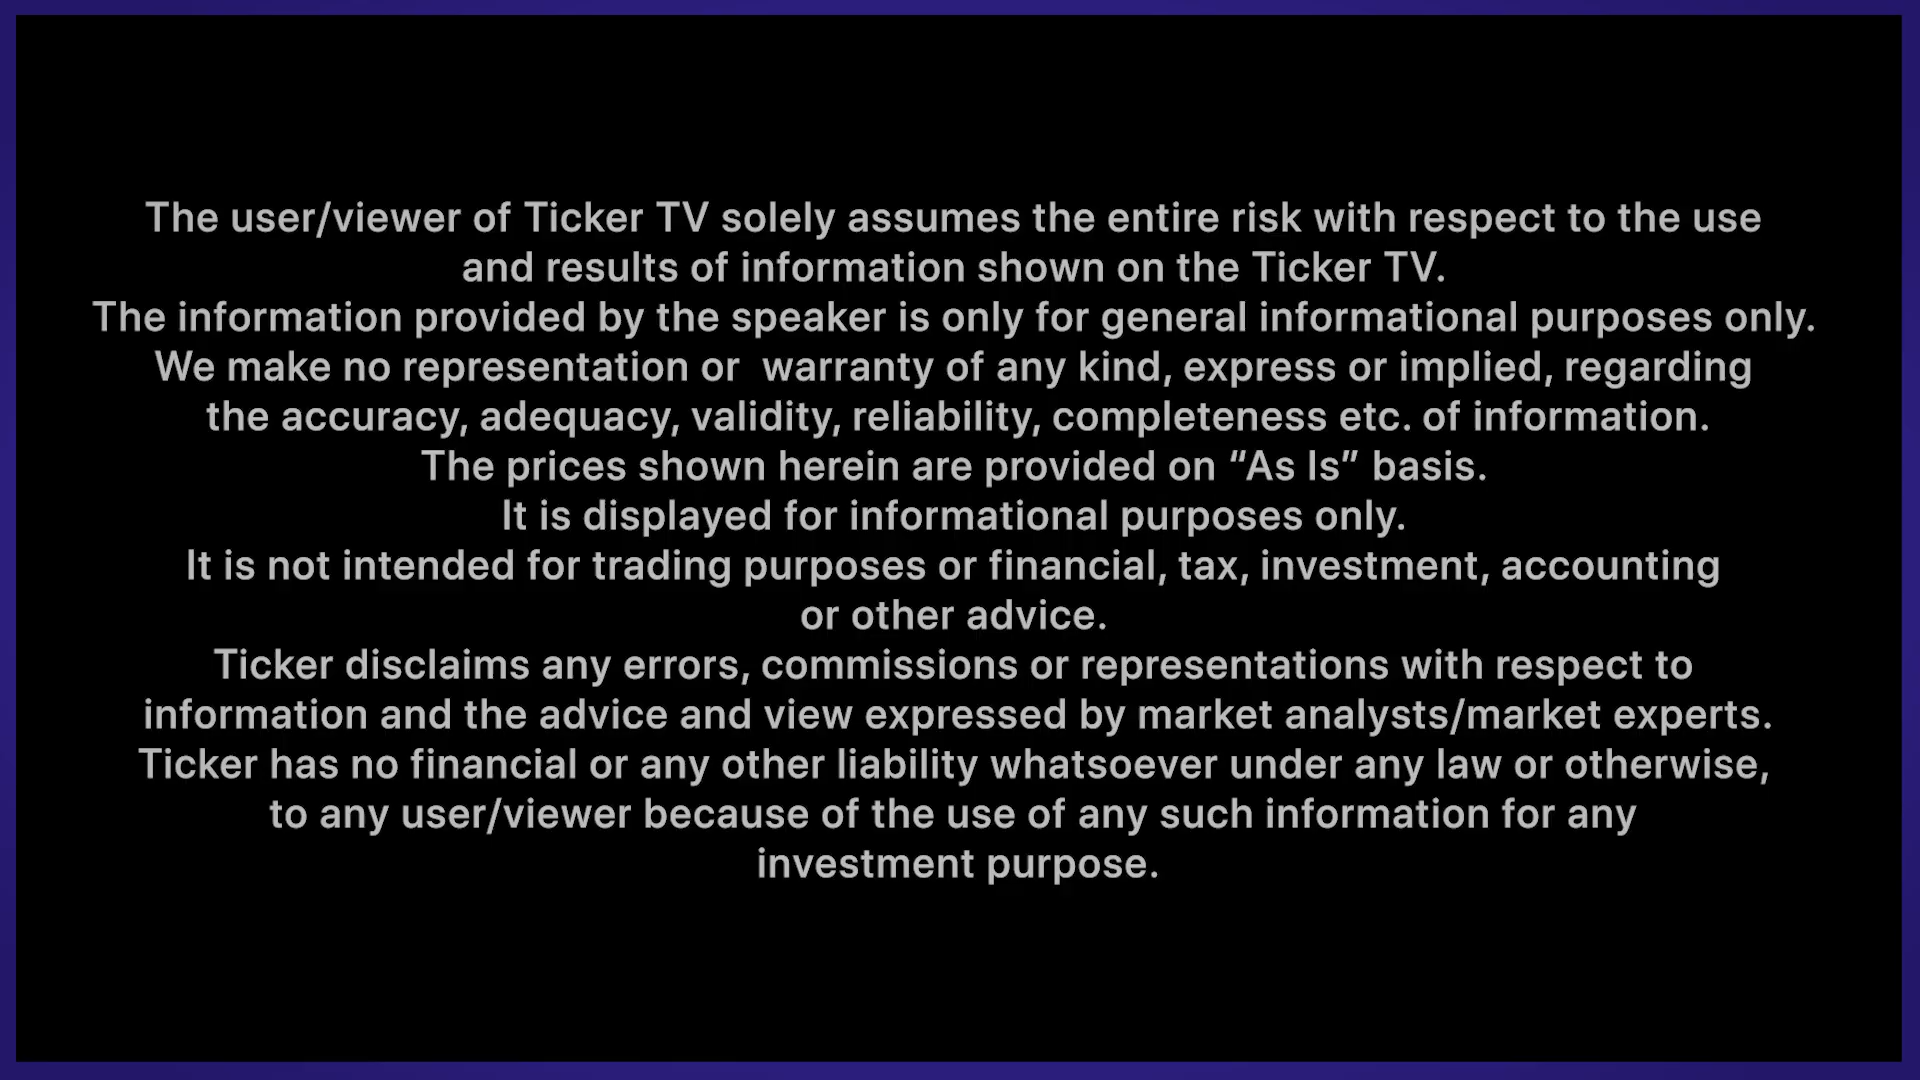 The user/viewer of Ticker TV solely assumes the entire risk with respect to the use
and results of information shown on the Ticker TV.
The information provided by the speaker is only for general informational purposes only.
We make no representation or  warranty of any kind, express or implied, regarding
the accuracy, adequacy, validity, reliability, completeness etc. of information.
The prices shown herein are provided on “As Is” basis.
It is displayed for informational purposes only.
It is not intended for trading purposes or financial, tax, investment, accounting
or other advice.
Ticker disclaims any errors, commissions or representations with respect to
information and the advice and view expressed by market analysts/market experts.
Ticker has no financial or any other liability whatsoever under any law or otherwise,
to any user/viewer because of the use of any such information for any
investment purpose.